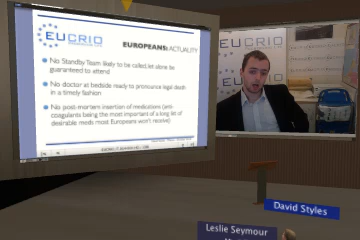 EUCRIO
EUROPEANS: ACTUALITY
No Standby Team likely to be called, let alone be
guaranteed to attend
No doctor at bedside ready to pronounce legal death
in a timely fashion
No post-mortem insertion of medications (anti-
coagulants being the most important of a long list of
desirable meds most Europeans won't receive)
EUCRIO
David Styles
Leslie Seymour